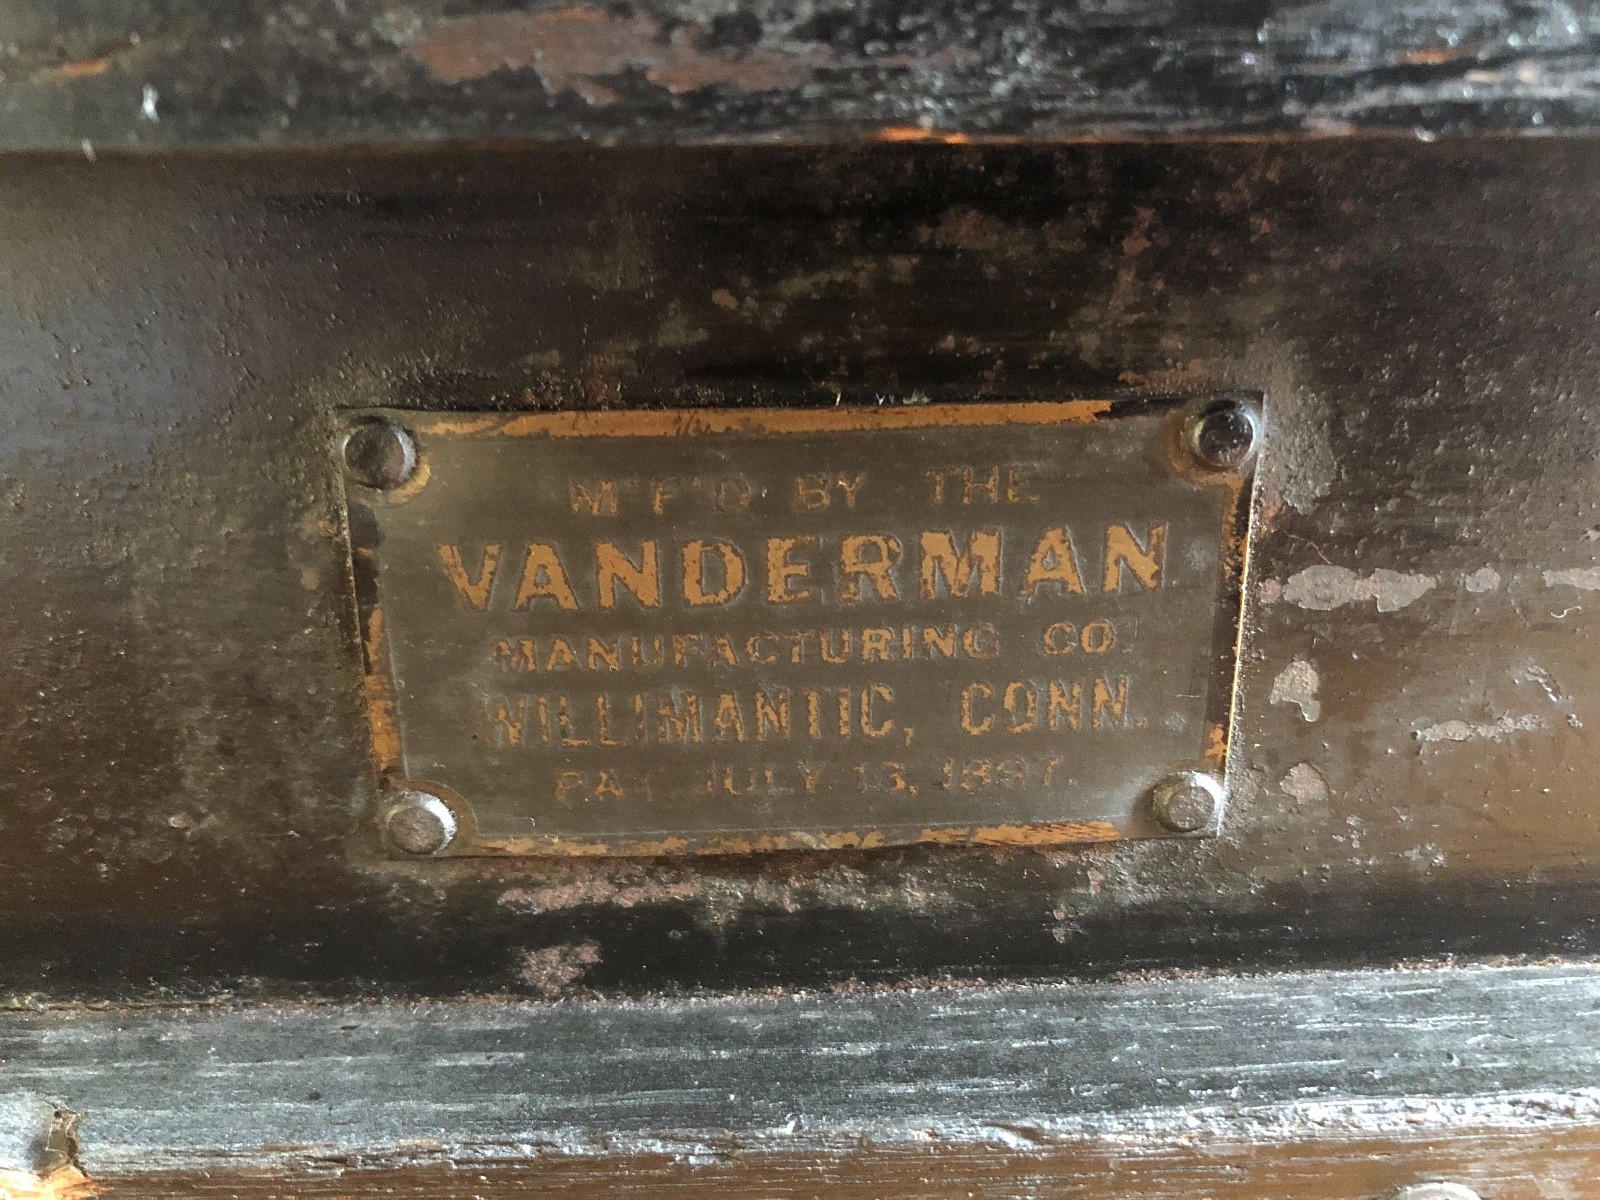 M'F'D BY THE
VANDERMAN
MANUFACTURING CO.
WILLIMANTIC, CONN.
PAT. JULY 13, 1897